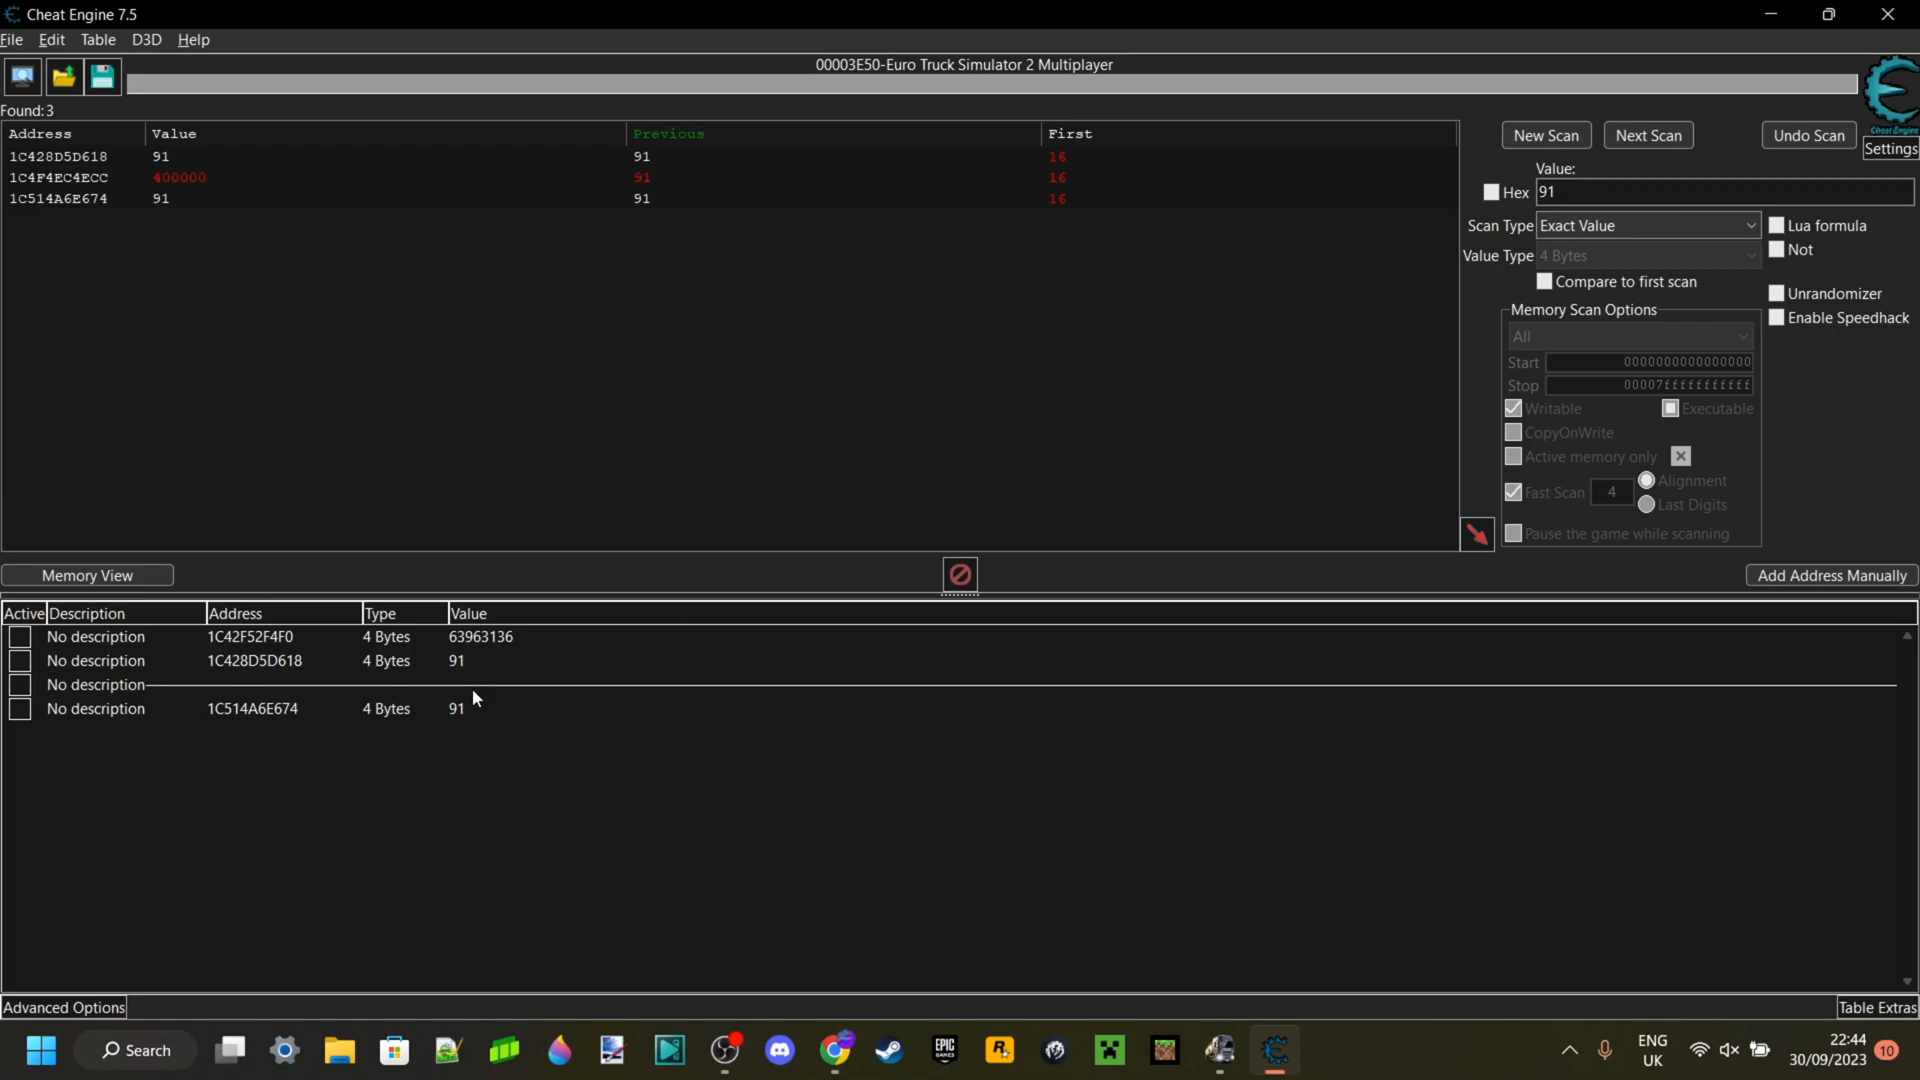 Cheat Engine 7.5
File Edit Table D3D Help
00003E50-Euro Truck Simulator 2 Multiplayer
Cheat Engine
Settings
Found:3
Address Value Previous First
1C428D5D618 91 91 16
1C4F4EC4ECC 400000 91 16
1C514A6E674 91 91 16
New Scan Next Scan Undo Scan
Value:
Hex 91
Scan Type Exact Value Lua formula
Value Type 4 Bytes Not
Compare to first scan
Unrandomizer
Enable Speedhack
Memory Scan Options
All
Start 0000000000000000
Stop 00007fffffffffff
Writable Executable
CopyOnWrite
Active memory only
Fast Scan 4 Alignment
Last Digits
Pause the game while scanning
Memory View Add Address Manually
Active Description Address Type Value
No description 1C42F52F4F0 4 Bytes 63963136
No description 1C428D5D618 4 Bytes 91
No description
No description 1C514A6E674 4 Bytes 91
Advanced Options Table Extras
Search
EPIC GAMES
R
ENG
UK
22:44
30/09/2023
10